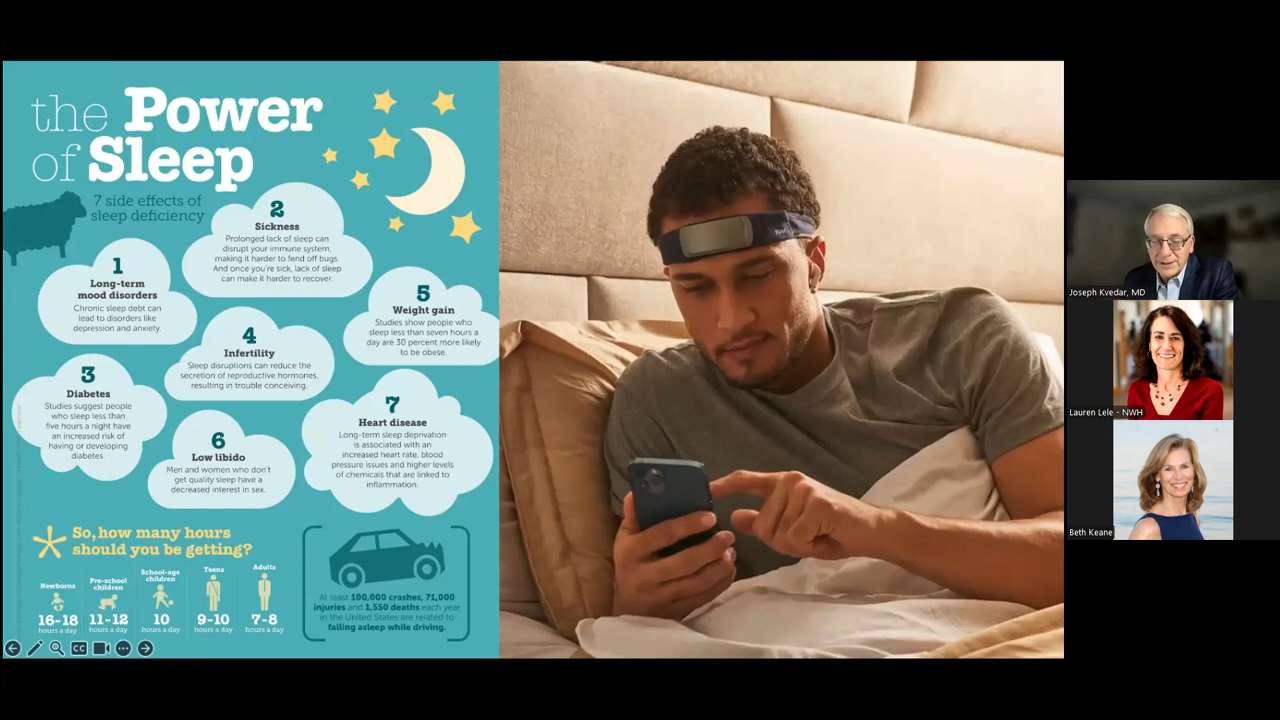 the Power
of Sleep
7 side effects of
sleep deficiency
1
Long-term
mood disorders
Chronic sleep debt can
lead to disorders like
depression and anxiety.
2
Sickness
Prolonged lack of sleep can
disrupt your immune system,
making it harder to fend off bugs.
And once you're sick, lack of sleep
can make it harder to recover.
3
Diabetes
Studies suggest people
who sleep less than
five hours a night have
an increased risk of
having or developing
diabetes.
4
Infertility
Sleep disruptions can reduce the
secretion of reproductive hormones,
resulting in trouble conceiving.
5
Weight gain
Studies show people who
sleep less than seven hours a
day are 30 percent more likely
to be obese.
6
Low libido
Men and women who don't
get quality sleep have a
decreased interest in sex.
7
Heart disease
Long-term sleep deprivation
is associated with an
increased heart rate, blood
pressure issues and higher levels
of chemicals that are linked to
inflammation.
So, how many hours
should you be getting?
Newborns
16-18
hours a day
Pre-school
children
11-12
hours a day
School-age
children
10
hours a day
Teens
9-10
hours a day
Adults
7-8
hours a day
At least 100,000 crashes, 71,000
injuries and 1,550 deaths each year
in the United States are related to
falling asleep while driving.
CC
Joseph Kvedar, MD
Lauren Lele - NWH
Beth Keane